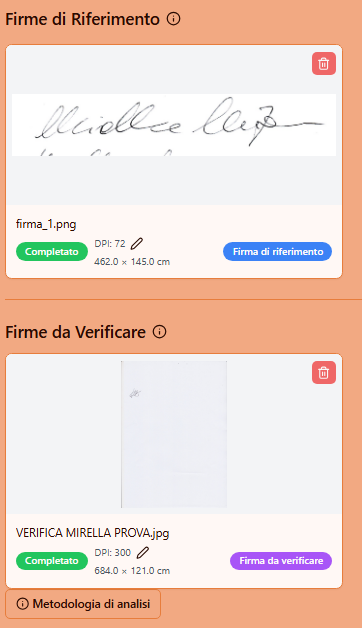 Firme di Riferimento
firma_1.png
Completato
DPI: 72
462.0 × 145.0 cm
Firma di riferimento
Firme da Verificare
VERIFICA MIRELLA PROVA.jpg
Completato
DPI: 300
684.0 × 121.0 cm
Firma da verificare
Metodologia di analisi